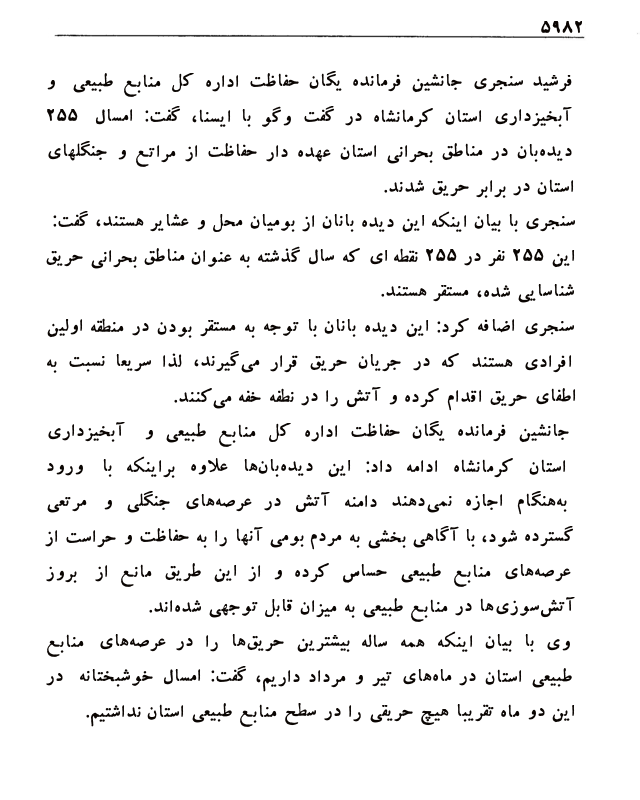 ۵۹۸۲
فرشید سنجری جانشین فرمانده یگان حفاظت اداره کل منابع طبیعی و
آبخیزداری استان کرمانشاه در گفت وگو با ایسنا، گفت: امسال ۲۵۵
دیده‌بان در مناطق بحرانی استان عهده دار حفاظت از مراتع و جنگلهای
استان در برابر حریق شدند.
سنجری با بیان اینکه این دیده بانان از بومیان محل و عشایر هستند، گفت:
این ۲۵۵ نفر در ۲۵۵ نقطه ای که سال گذشته به عنوان مناطق بحرانی حریق
شناسایی شده، مستقر هستند.
سنجری اضافه کرد: این دیده بانان با توجه به مستقر بودن در منطقه اولین
افرادی هستند که در جریان حریق قرار می‌گیرند، لذا سریعا نسبت به
اطفای حریق اقدام کرده و آتش را در نطفه خفه می‌کنند.
جانشین فرمانده یگان حفاظت اداره کل منابع طبیعی و آبخیزداری
استان کرمانشاه ادامه داد: این دیده‌بان‌ها علاوه براینکه با ورود
به‌هنگام اجازه نمی‌دهند دامنه آتش در عرصه‌های جنگلی و مرتعی
گسترده شود، با آگاهی بخشی به مردم بومی آنها را به حفاظت و حراست از
عرصه‌های منابع طبیعی حساس کرده و از این طریق مانع از بروز
آتش‌سوزی‌ها در منابع طبیعی به میزان قابل توجهی شده‌اند.
وی با بیان اینکه همه ساله بیشترین حریق‌ها را در عرصه‌های منابع
طبیعی استان در ماه‌های تیر و مرداد داریم، گفت: امسال خوشبختانه در
این دو ماه تقریبا هیچ حریقی را در سطح منابع طبیعی استان نداشتیم.